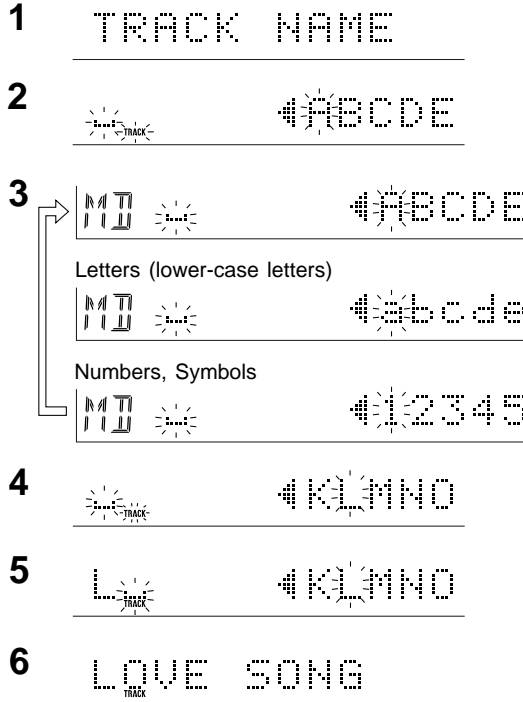 1 TRACK NAME
2 TRACK ◀ABCDE
3 MD ◀ABCDE
Letters (lower-case letters)
MD ◀abcde
Numbers, Symbols
MD ◀12345
4 TRACK ◀KLMNO
5 L TRACK ◀KLMNO
6 LOVE SONG
TRACK